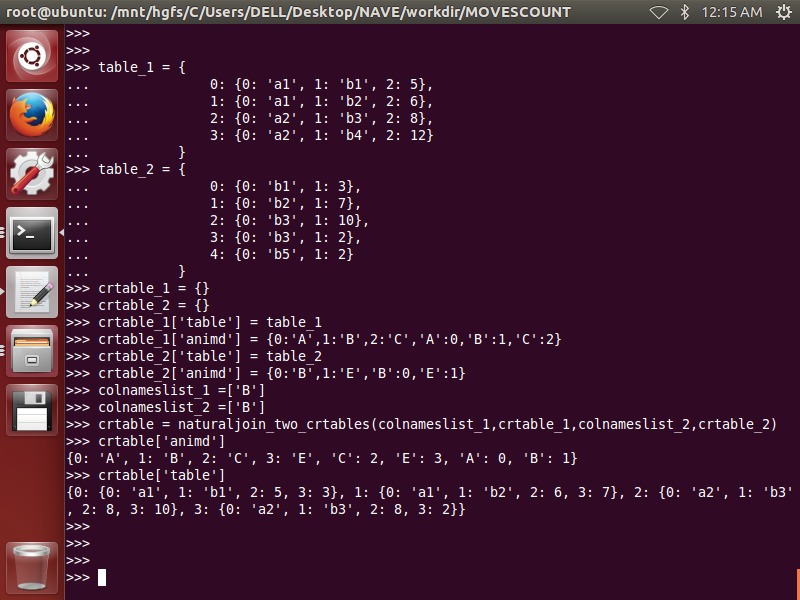 root@ubuntu: /mnt/hgfs/C/Users/DELL/Desktop/NAVE/workdir/MOVESCOUNT 12:15 AM
>>>
>>>
>>> table_1 = {
...               0: {0: 'a1', 1: 'b1', 2: 5},
...               1: {0: 'a1', 1: 'b2', 2: 6},
...               2: {0: 'a2', 1: 'b3', 2: 8},
...               3: {0: 'a2', 1: 'b4', 2: 12}
...           }
>>> table_2 = {
...               0: {0: 'b1', 1: 3},
...               1: {0: 'b2', 1: 7},
...               2: {0: 'b3', 1: 10},
...               3: {0: 'b3', 1: 2},
...               4: {0: 'b5', 1: 2}
...           }
>>> crtable_1 = {}
>>> crtable_2 = {}
>>> crtable_1['table'] = table_1
>>> crtable_1['animd'] = {0:'A',1:'B',2:'C','A':0,'B':1,'C':2}
>>> crtable_2['table'] = table_2
>>> crtable_2['animd'] = {0:'B',1:'E','B':0,'E':1}
>>> colnameslist_1 =['B']
>>> colnameslist_2 =['B']
>>> crtable = naturaljoin_two_crtables(colnameslist_1,crtable_1,colnameslist_2,crtable_2)
>>> crtable['animd']
{0: 'A', 1: 'B', 2: 'C', 3: 'E', 'C': 2, 'E': 3, 'A': 0, 'B': 1}
>>> crtable['table']
{0: {0: 'a1', 1: 'b1', 2: 5, 3: 3}, 1: {0: 'a1', 1: 'b2', 2: 6, 3: 7}, 2: {0: 'a2', 1: 'b3'
, 2: 8, 3: 10}, 3: {0: 'a2', 1: 'b3', 2: 8, 3: 2}}
>>>
>>>
>>>
>>>